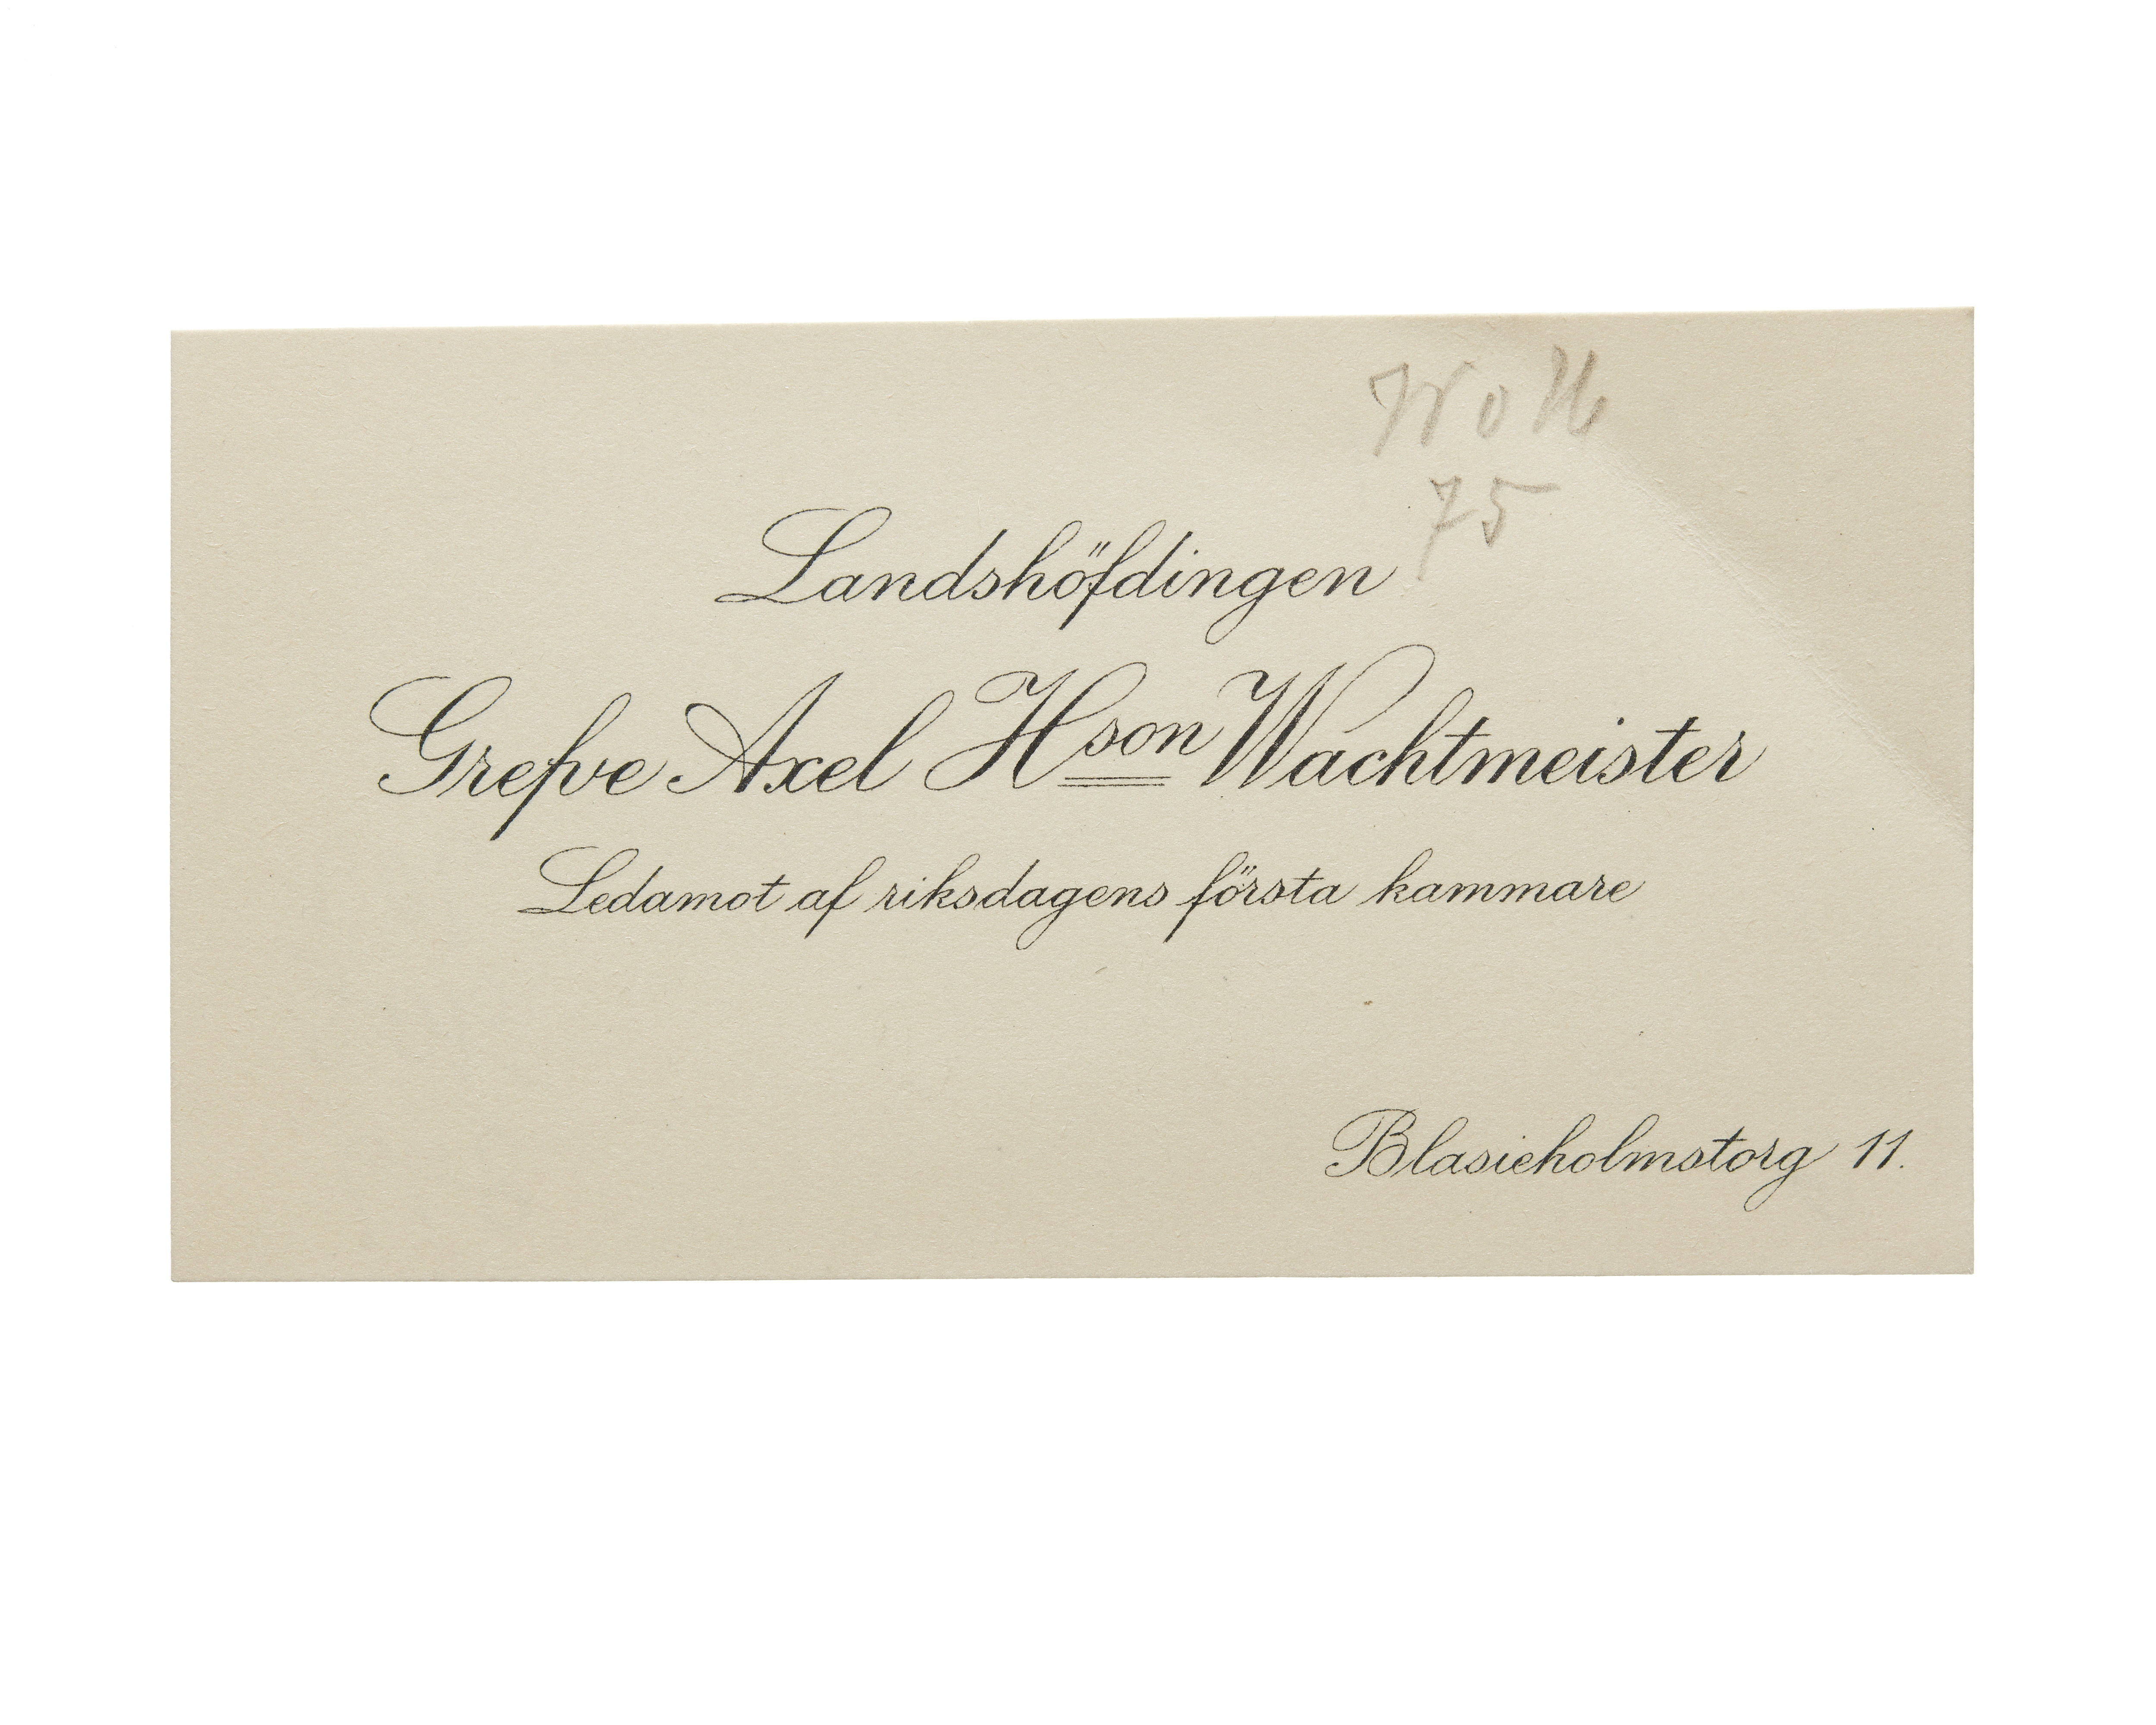 W o H
75
Landshöfdingen
Grefve Axel Hson Wachtmeister
Ledamot af riksdagens första kammare
Blasieholmstorg 11.